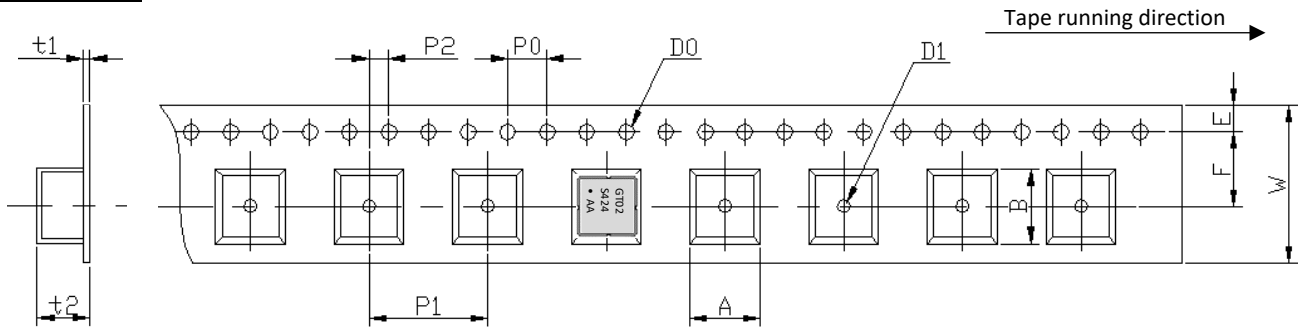 Tape running direction
t1
P2
P0
D0
D1
E
F
W
B
GT02
S424
• AA
t2
P1
A